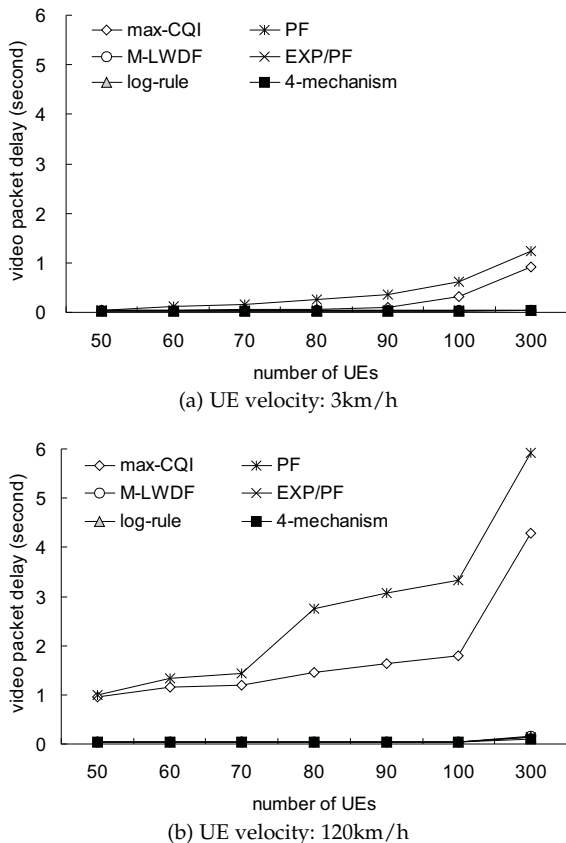 max-CQI PF
M-LWDF EXP/PF
log-rule 4-mechanism
video packet delay (second)
6
5
4
3
2
1
0
50 60 70 80 90 100 300
number of UEs
(a) UE velocity: 3km/h
max-CQI PF
M-LWDF EXP/PF
log-rule 4-mechanism
video packet delay (second)
6
5
4
3
2
1
0
50 60 70 80 90 100 300
number of UEs
(b) UE velocity: 120km/h